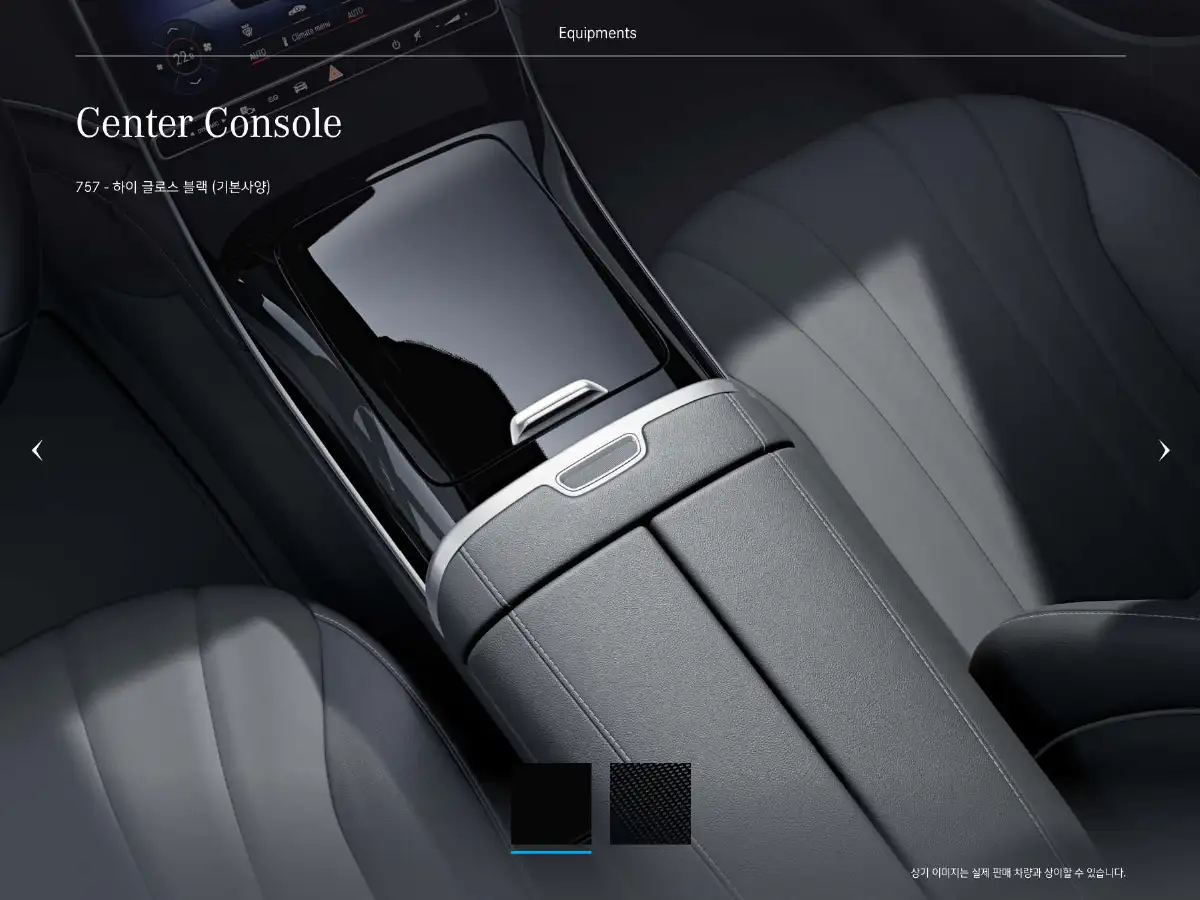 Equipments
22
AUTO
Climate menu
AUTO
Center Console
757 - 하이 글로스 블랙 (기본사양)
상기 이미지는 실제 판매 차량과 상이할 수 있습니다.